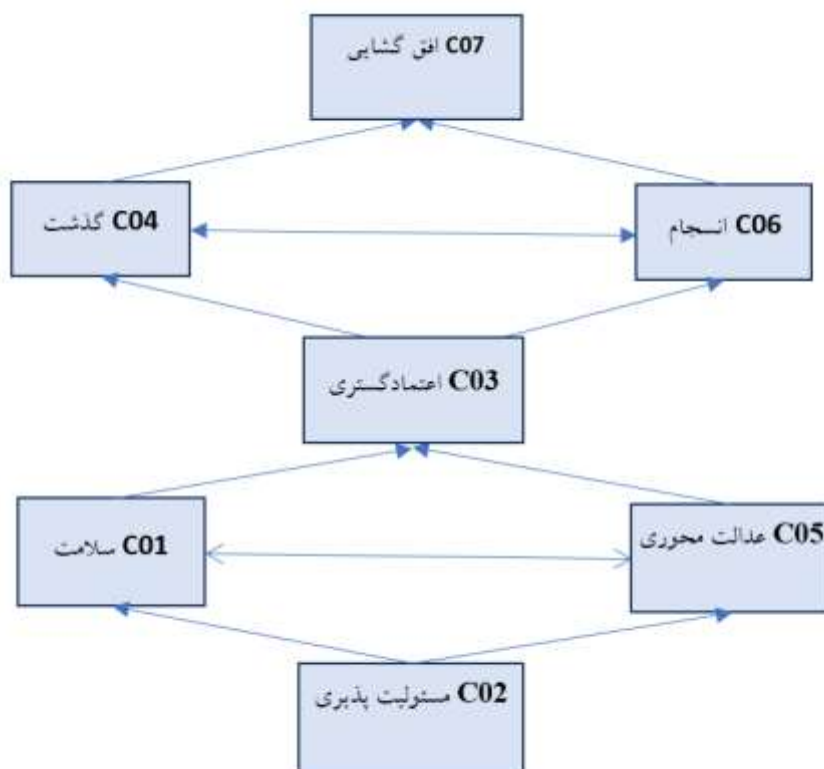 C07 افق گشایی
C04 گذشت
C06 انسجام
C03 اعتمادگستری
C01 سلامت
C05 عدالت محوری
C02 مسئولیت پذیری